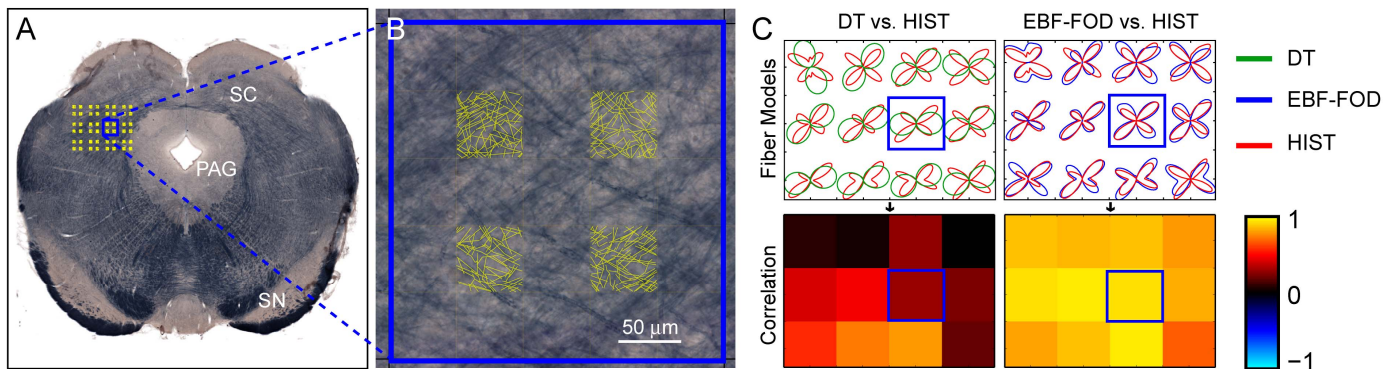 A
SC
PAG
SN
B
50 μm
C
DT vs. HIST
EBF-FOD vs. HIST
Fiber Models
Correlation
DT
EBF-FOD
HIST
1
0
−1